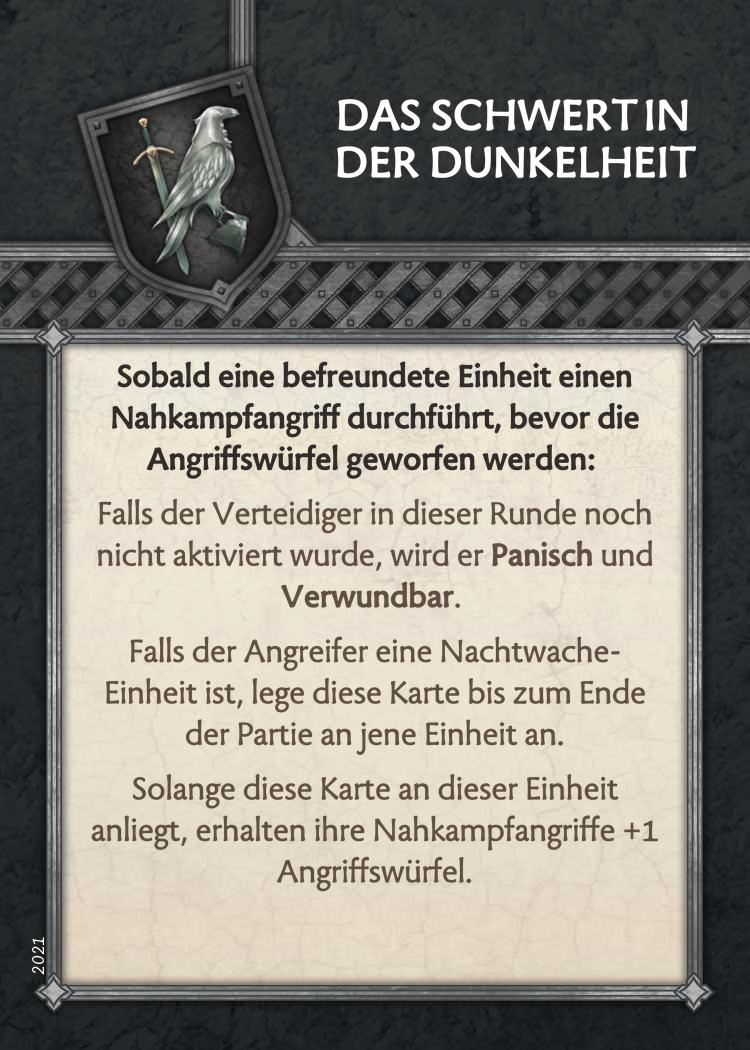 DAS SCHWERT IN
DER DUNKELHEIT
Sobald eine befreundete Einheit einen
Nahkampfangriff durchführt, bevor die
Angriffswürfel geworfen werden:
Falls der Verteidiger in dieser Runde noch
nicht aktiviert wurde, wird er Panisch und
Verwundbar.
Falls der Angreifer eine Nachtwache-
Einheit ist, lege diese Karte bis zum Ende
der Partie an jene Einheit an.
Solange diese Karte an dieser Einheit
anliegt, erhalten ihre Nahkampfangriffe +1
Angriffswürfel.
2021